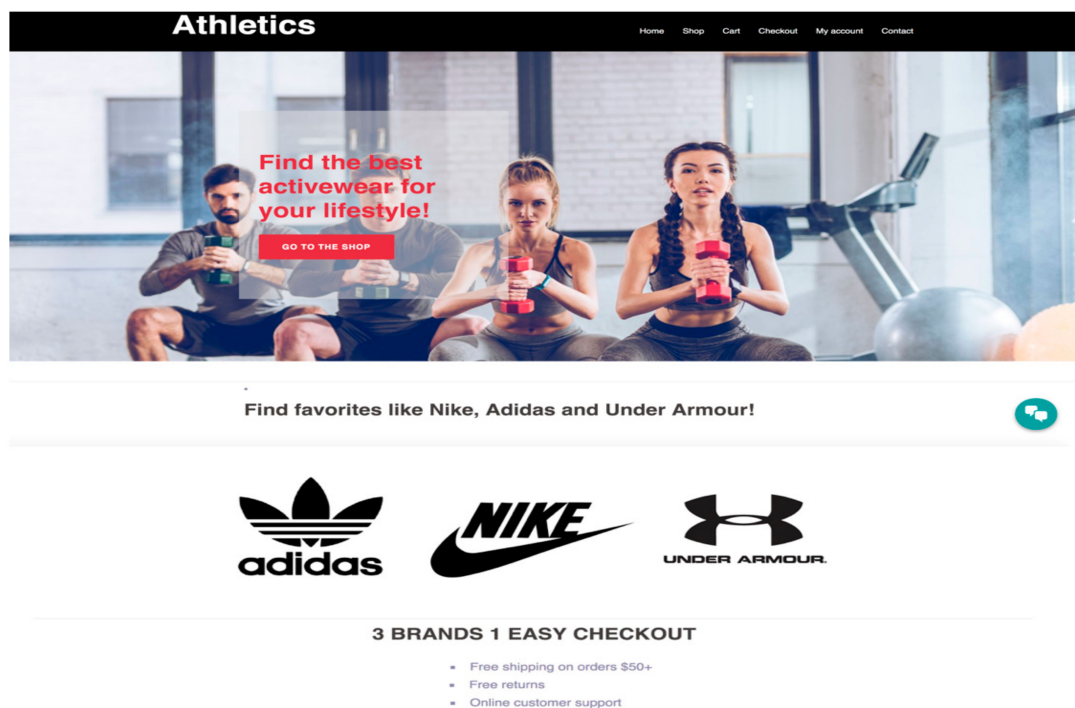 Athletics
Home Shop Cart Checkout My account Contact
Find the best
activewear for
your lifestyle!
GO TO THE SHOP
Find favorites like Nike, Adidas and Under Armour!
adidas
NIKE
UNDER ARMOUR.
3 BRANDS 1 EASY CHECKOUT
▪ Free shipping on orders $50+
▪ Free returns
▪ Online customer support